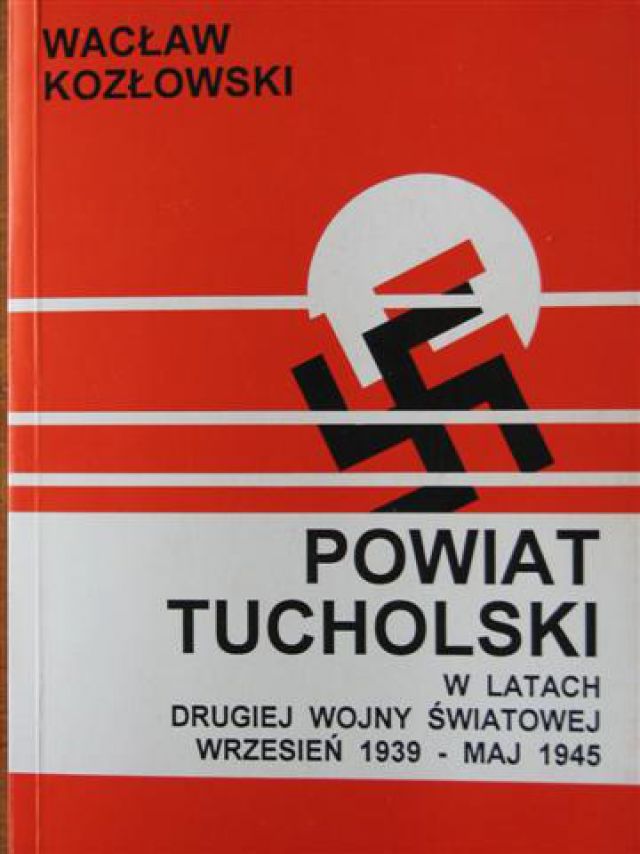 WACŁAW
KOZŁOWSKI
POWIAT
TUCHOLSKI
W LATACH
DRUGIEJ WOJNY ŚWIATOWEJ
WRZESIEŃ 1939 - MAJ 1945